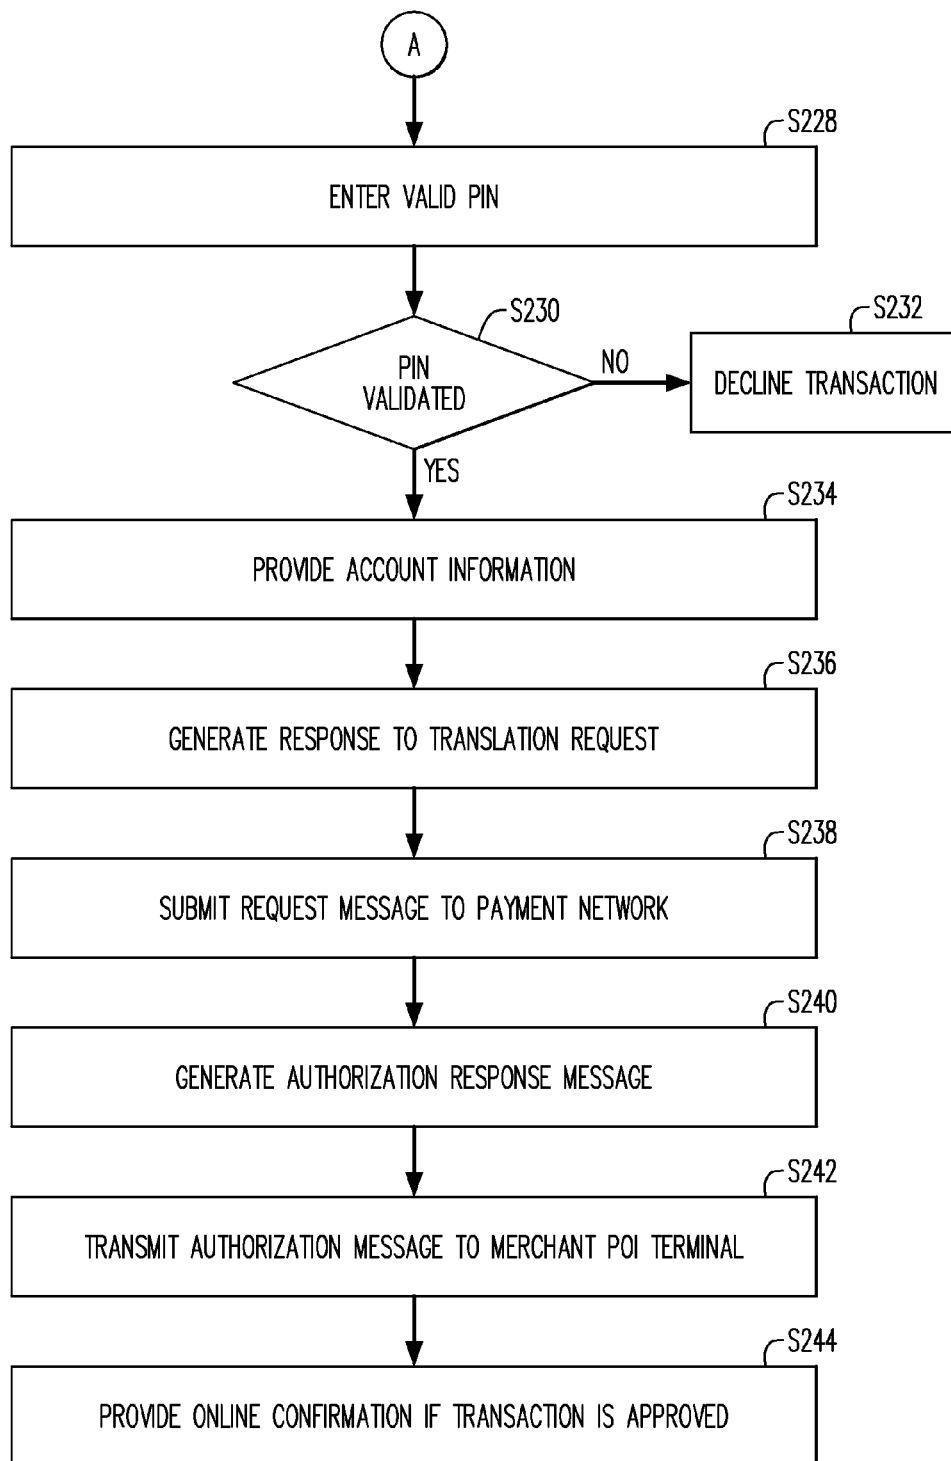 A
S228
ENTER VALID PIN
S230
PIN
VALIDATED
NO
S232
DECLINE TRANSACTION
YES
S234
PROVIDE ACCOUNT INFORMATION
S236
GENERATE RESPONSE TO TRANSLATION REQUEST
S238
SUBMIT REQUEST MESSAGE TO PAYMENT NETWORK
S240
GENERATE AUTHORIZATION RESPONSE MESSAGE
S242
TRANSMIT AUTHORIZATION MESSAGE TO MERCHANT POI TERMINAL
S244
PROVIDE ONLINE CONFIRMATION IF TRANSACTION IS APPROVED